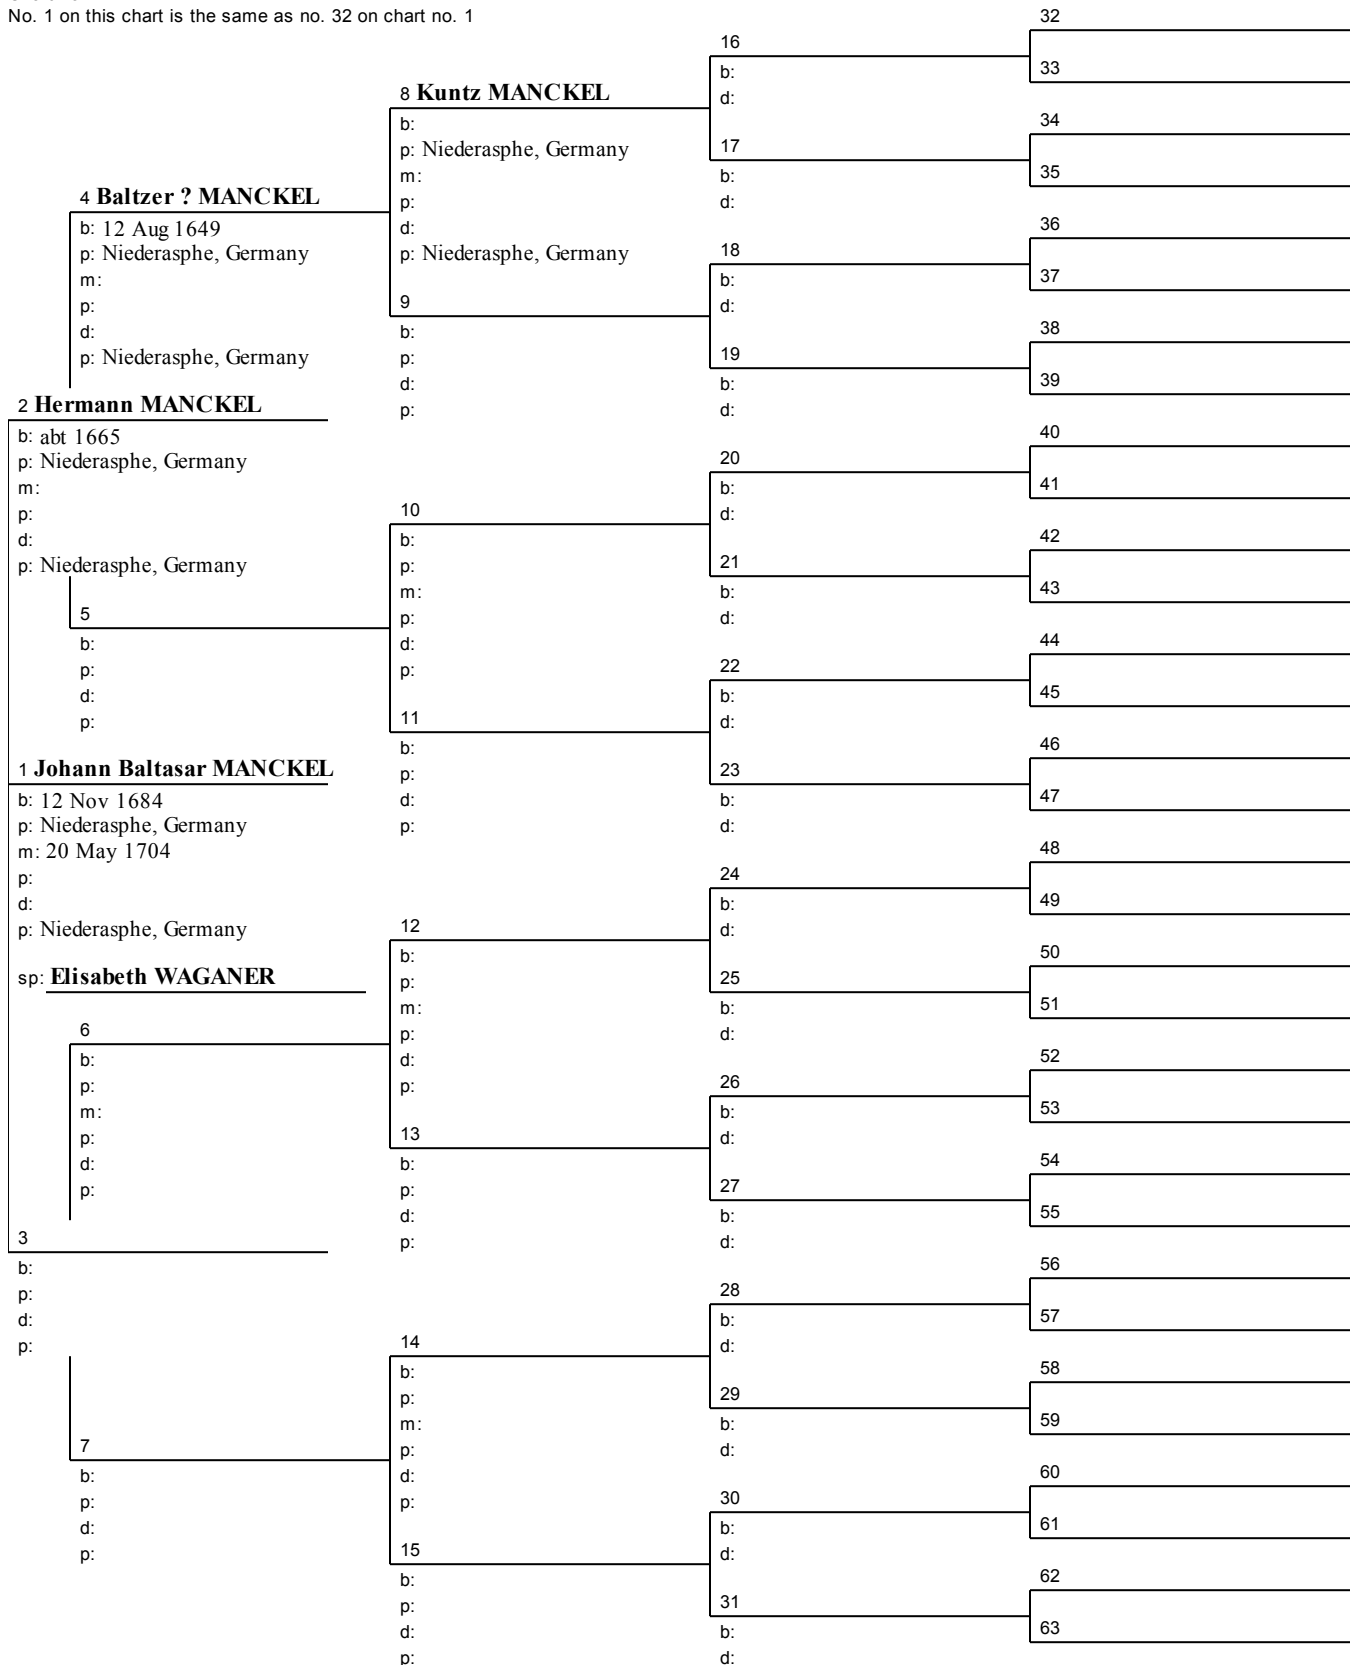 No. 1 on this chart is the same as no. 32 on chart no. 1
2 Hermann MANCKEL
b: abt 1665
p: Niederasphe, Germany
m:
p:
d:
p: Niederasphe, Germany
1 Johann Baltasar MANCKEL
b: 12 Nov 1684
p: Niederasphe, Germany
m: 20 May 1704
p:
d:
p: Niederasphe, Germany
sp: Elisabeth WAGANER
3
b:
p:
d:
p:
4 Baltzer ? MANCKEL
b: 12 Aug 1649
p: Niederasphe, Germany
m:
p:
d:
p: Niederasphe, Germany
5
b:
p:
d:
p:
6
b:
p:
m:
p:
d:
p:
7
b:
p:
d:
p:
8 Kuntz MANCKEL
b:
p: Niederasphe, Germany
m:
p:
d:
p: Niederasphe, Germany
9
b:
p:
d:
p:
10
b:
p:
m:
p:
d:
p:
11
b:
p:
d:
p:
12
b:
p:
m:
p:
d:
p:
13
b:
p:
d:
p:
14
b:
p:
m:
p:
d:
p:
15
b:
p:
d:
p:
16
b:
d:
17
b:
d:
18
b:
d:
19
b:
d:
20
b:
d:
21
b:
d:
22
b:
d:
23
b:
d:
24
b:
d:
25
b:
d:
26
b:
d:
27
b:
d:
28
b:
d:
29
b:
d:
30
b:
d:
31
b:
d:
32
33
34
35
36
37
38
39
40
41
42
43
44
45
46
47
48
49
50
51
52
53
54
55
56
57
58
59
60
61
62
63